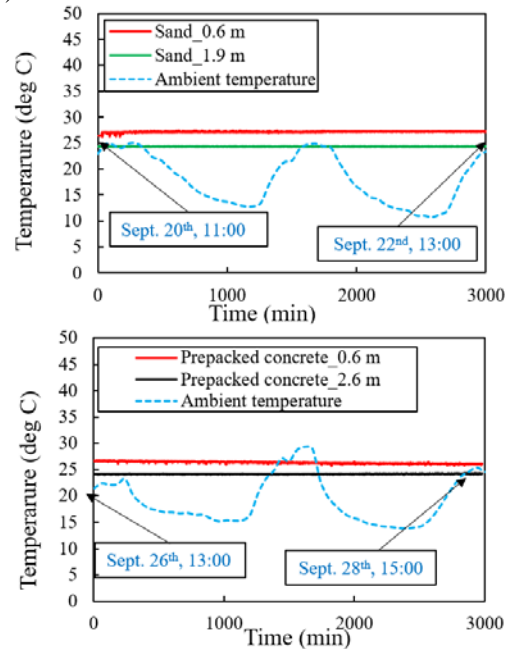 )
50
45
40
35
30
25
20
15
10
5
0
Temperarure (deg C)
Sand_0.6 m
Sand_1.9 m
Ambient temperature
Sept. 20th, 11:00
Sept. 22nd, 13:00
0 1000 2000 3000
Time (min)
50
45
40
35
30
25
20
15
10
5
0
Temperarure (deg C)
Prepacked concrete_0.6 m
Prepacked concrete_2.6 m
Ambient temperature
Sept. 26th, 13:00
Sept. 28th, 15:00
0 1000 2000 3000
Time (min)